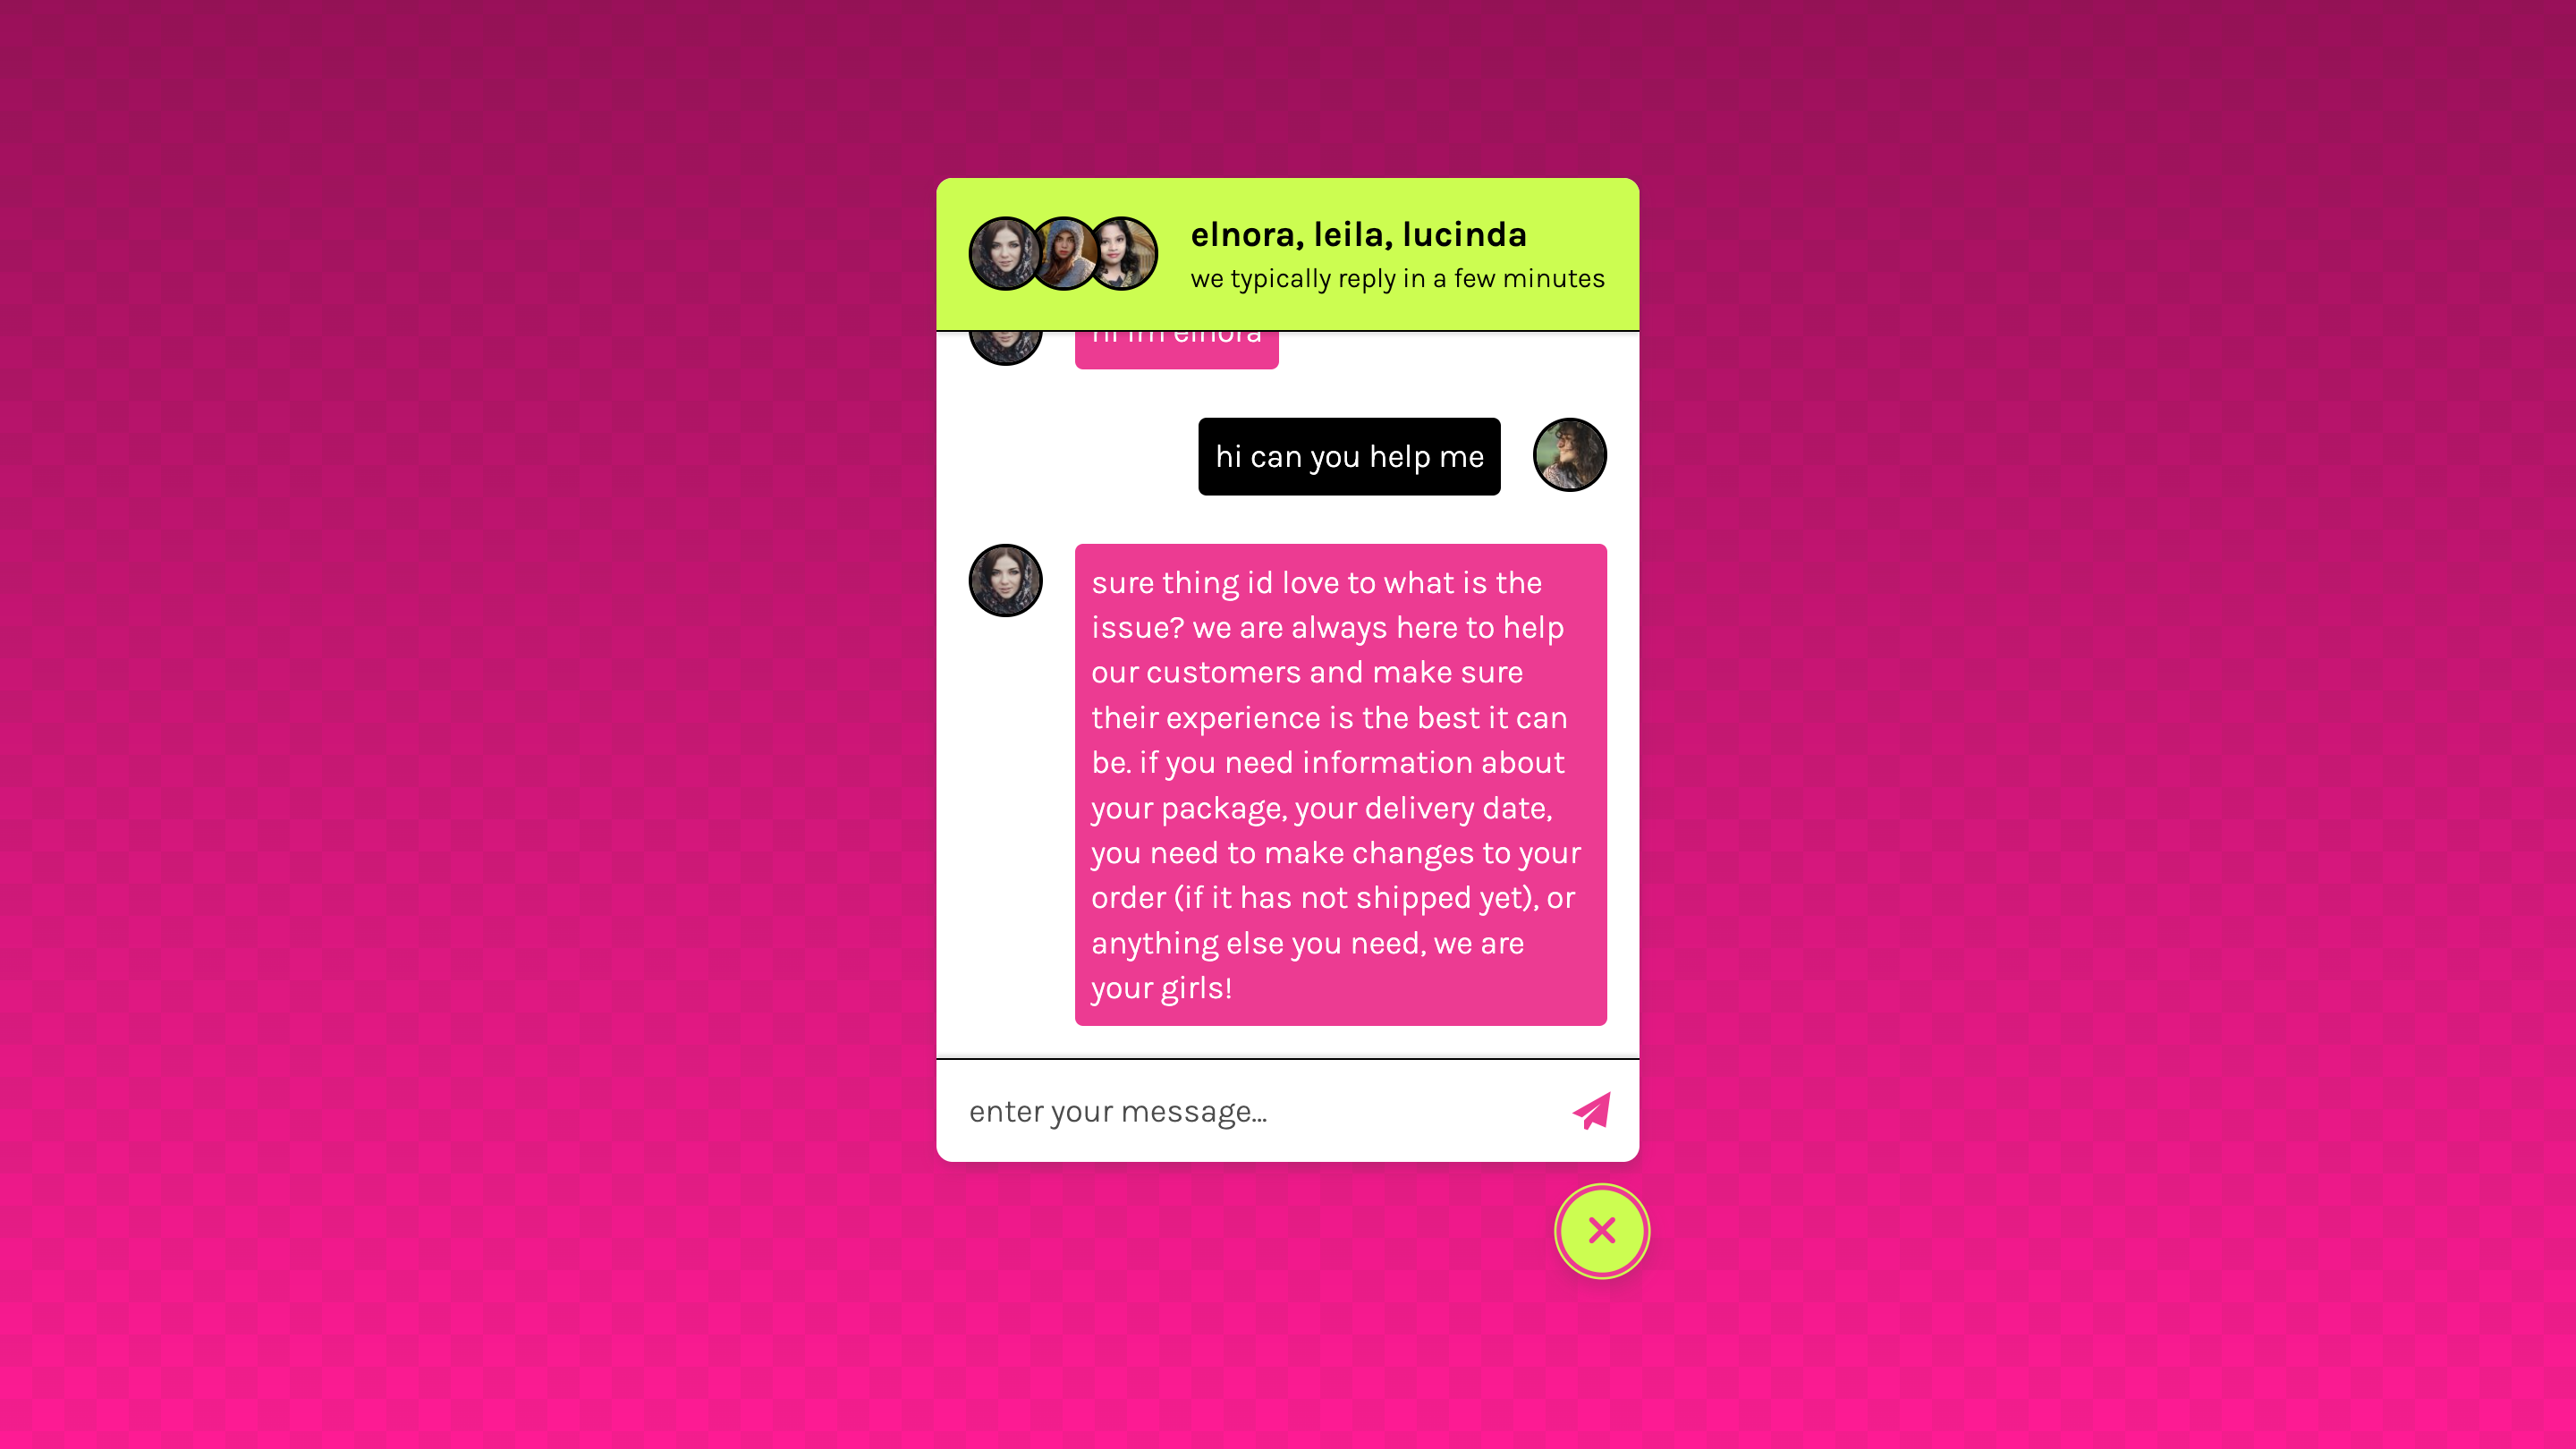 elnora, leila, lucinda
we typically reply in a few minutes
hi im elnora
hi can you help me
sure thing id love to what is the
issue? we are always here to help
our customers and make sure
their experience is the best it can
be. if you need information about
your package, your delivery date,
you need to make changes to your
order (if it has not shipped yet), or
anything else you need, we are
your girls!
enter your message...